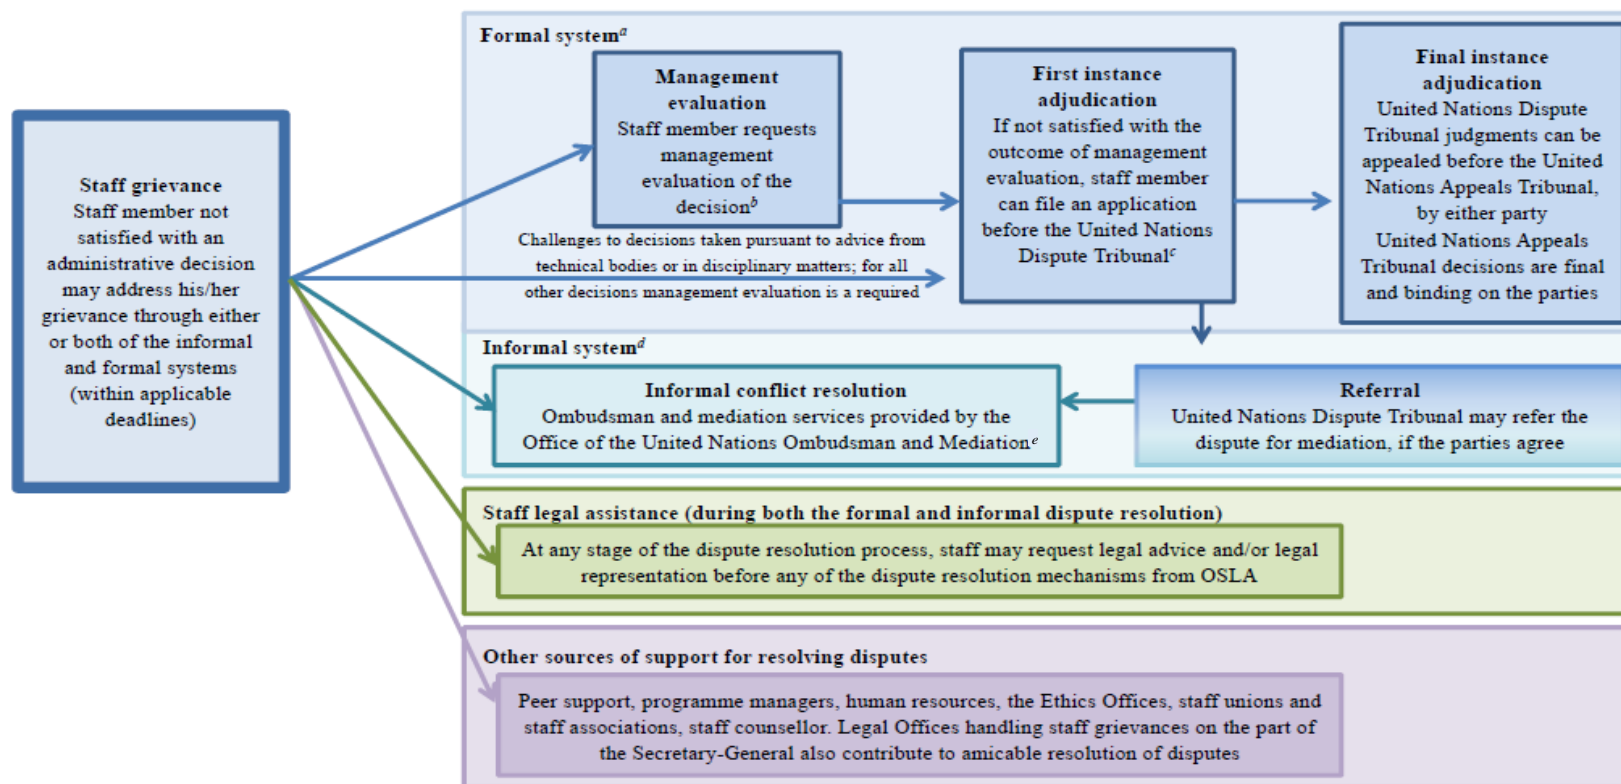 Staff grievance
Staff member not
satisfied with an
administrative decision
may address his/her
grievance through either
or both of the informal
and formal systems
(within applicable
deadlines)
Formal systemᵃ
Management
evaluation
Staff member requests
management
evaluation of the
decisionᵇ
First instance
adjudication
If not satisfied with the
outcome of management
evaluation, staff member
can file an application
before the United Nations
Dispute Tribunalᶜ
Final instance
adjudication
United Nations Dispute
Tribunal judgments can be
appealed before the United
Nations Appeals Tribunal,
by either party
United Nations Appeals
Tribunal decisions are final
and binding on the parties
Challenges to decisions taken pursuant to advice from
technical bodies or in disciplinary matters; for all
other decisions management evaluation is a required
Informal systemᵈ
Informal conflict resolution
Ombudsman and mediation services provided by the
Office of the United Nations Ombudsman and Mediationᵉ
Referral
United Nations Dispute Tribunal may refer the
dispute for mediation, if the parties agree
Staff legal assistance (during both the formal and informal dispute resolution)
At any stage of the dispute resolution process, staff may request legal advice and/or legal
representation before any of the dispute resolution mechanisms from OSLA
Other sources of support for resolving disputes
Peer support, programme managers, human resources, the Ethics Offices, staff unions and
staff associations, staff counsellor. Legal Offices handling staff grievances on the part of
the Secretary-General also contribute to amicable resolution of disputes